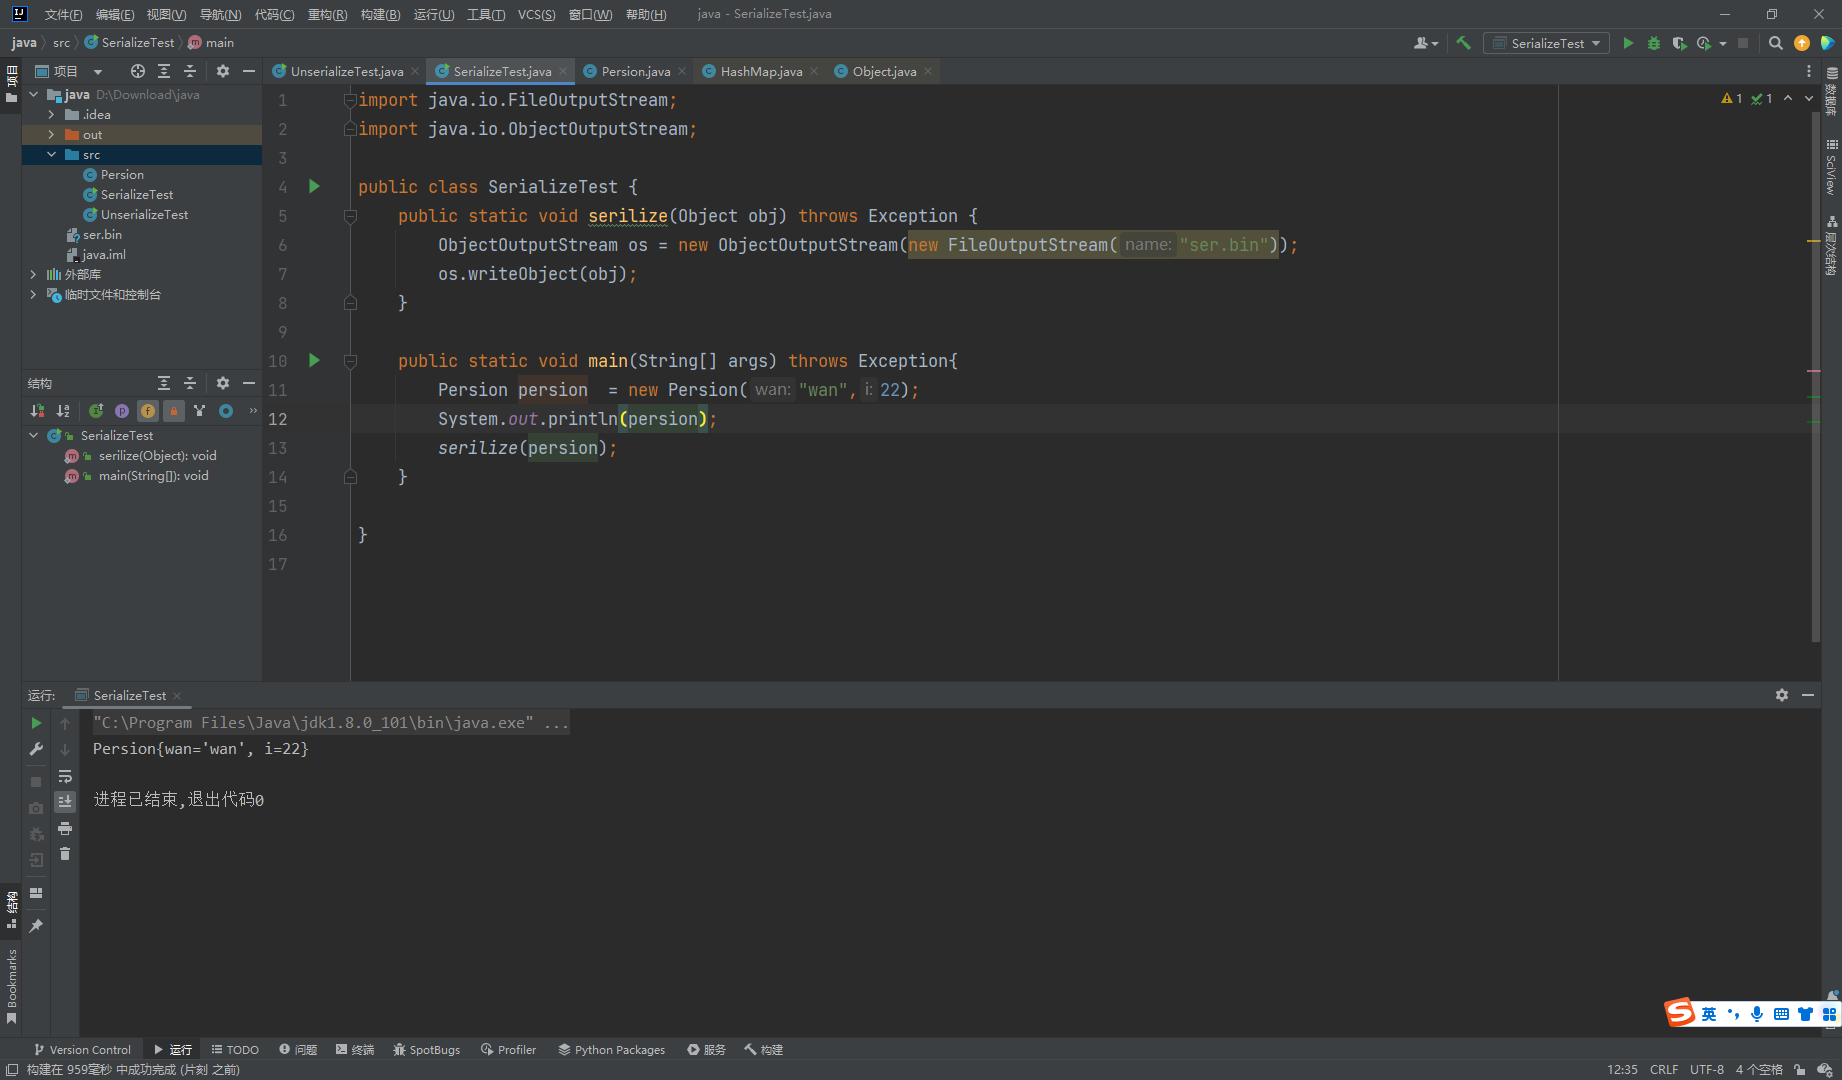 文件(F) 编辑(E) 视图(V) 导航(N) 代码(C) 重构(R) 构建(B) 运行(U) 工具(T) VCS(S) 窗口(W) 帮助(H) java - SerializeTest.java
java src SerializeTest main
SerializeTest
项目
UnserializeTest.java SerializeTest.java Persion.java HashMap.java Object.java
java D:\Download\java
.idea
out
src
Persion
SerializeTest
UnserializeTest
ser.bin
java.iml
外部库
临时文件和控制台
结构
SerializeTest
serilize(Object): void
main(String[]): void
1 import java.io.FileOutputStream;
2 import java.io.ObjectOutputStream;
3
4 public class SerializeTest {
5 public static void serilize(Object obj) throws Exception {
6 ObjectOutputStream os = new ObjectOutputStream(new FileOutputStream( name: "ser.bin"));
7 os.writeObject(obj);
8 }
9
10 public static void main(String[] args) throws Exception{
11 Persion persion = new Persion( wan: "wan", i: 22);
12 System.out.println(persion);
13 serilize(persion);
14 }
15
16 }
17
1 1
项目
数据库
SciView
层次结构
运行: SerializeTest
"C:\Program Files\Java\jdk1.8.0_101\bin\java.exe" ...
Persion{wan='wan', i=22}
进程已结束,退出代码0
结构
Bookmarks
英
Version Control 运行 TODO 问题 终端 SpotBugs Profiler Python Packages 服务 构建
构建在 959毫秒 中成功完成 (片刻 之前)
12:35 CRLF UTF-8 4 个空格